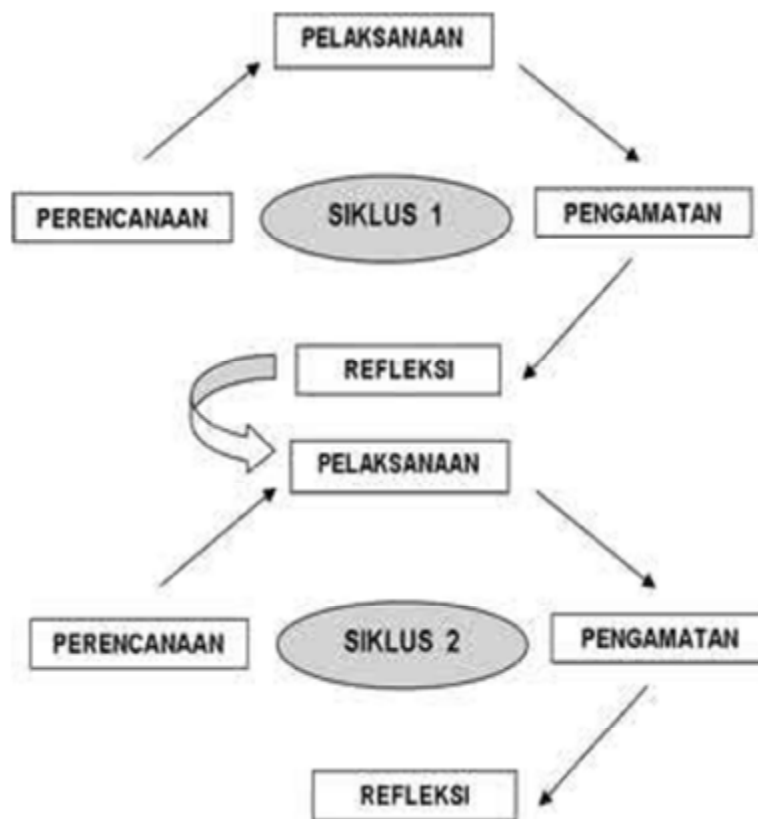 PELAKSANAAN
PERENCANAAN
SIKLUS 1
PENGAMATAN
REFLEKSI
PELAKSANAAN
PERENCANAAN
SIKLUS 2
PENGAMATAN
REFLEKSI